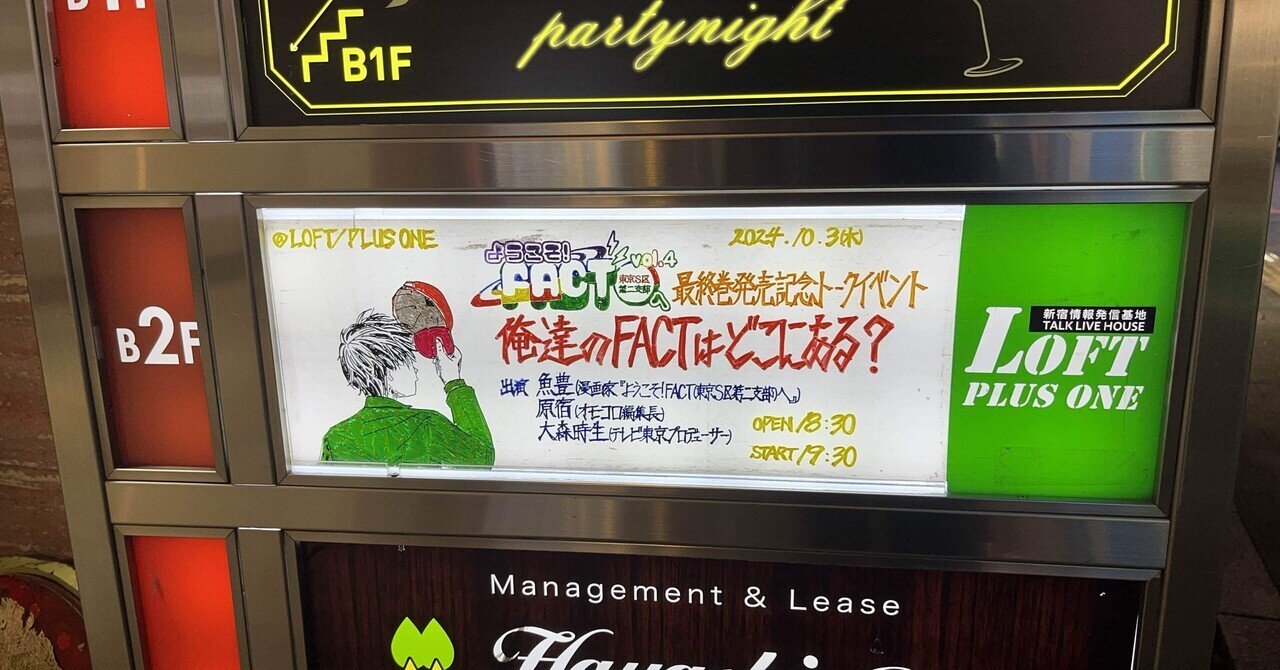 B1F
partynight
B2F
@LOFT/PLUS ONE
2024.10.3(木)
ようこそ!
FACT
東京S区
第二支部
へ
vol.4
最終巻発売記念トークイベント
俺達のFACTはどこにある?
出演 魚豊(漫画家『ようこそ!FACT(東京S区第二支部)へ』)
原宿(オモコロ編集長)
大森時生(テレビ東京プロデューサー)
OPEN/18:30
START/19:30
新宿情報発信基地
TALK LIVE HOUSE
LOFT
PLUS ONE
Management & Lease